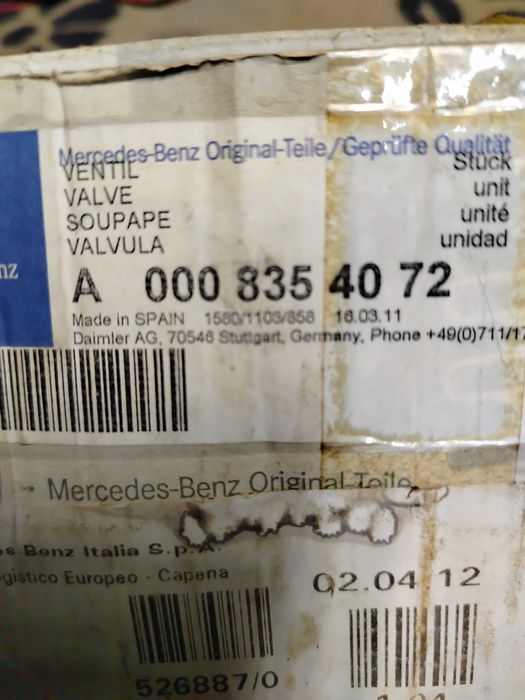 Mercedes-Benz Original-Teile/Geprüfte Qualität
VENTIL Stück
VALVE unit
SOUPAPE unité
VALVULA unidad
nz
A 000 835 40 72
Made in SPAIN 1580/1103/858 16.03.11
Daimler AG, 70546 Stuttgart, Germany, Phone +49(0)711/17
Mercedes-Benz Original-Teile
s-Benz Italia S.p.A.
ogistico Europeo - Capena
02.04 12
526887/0